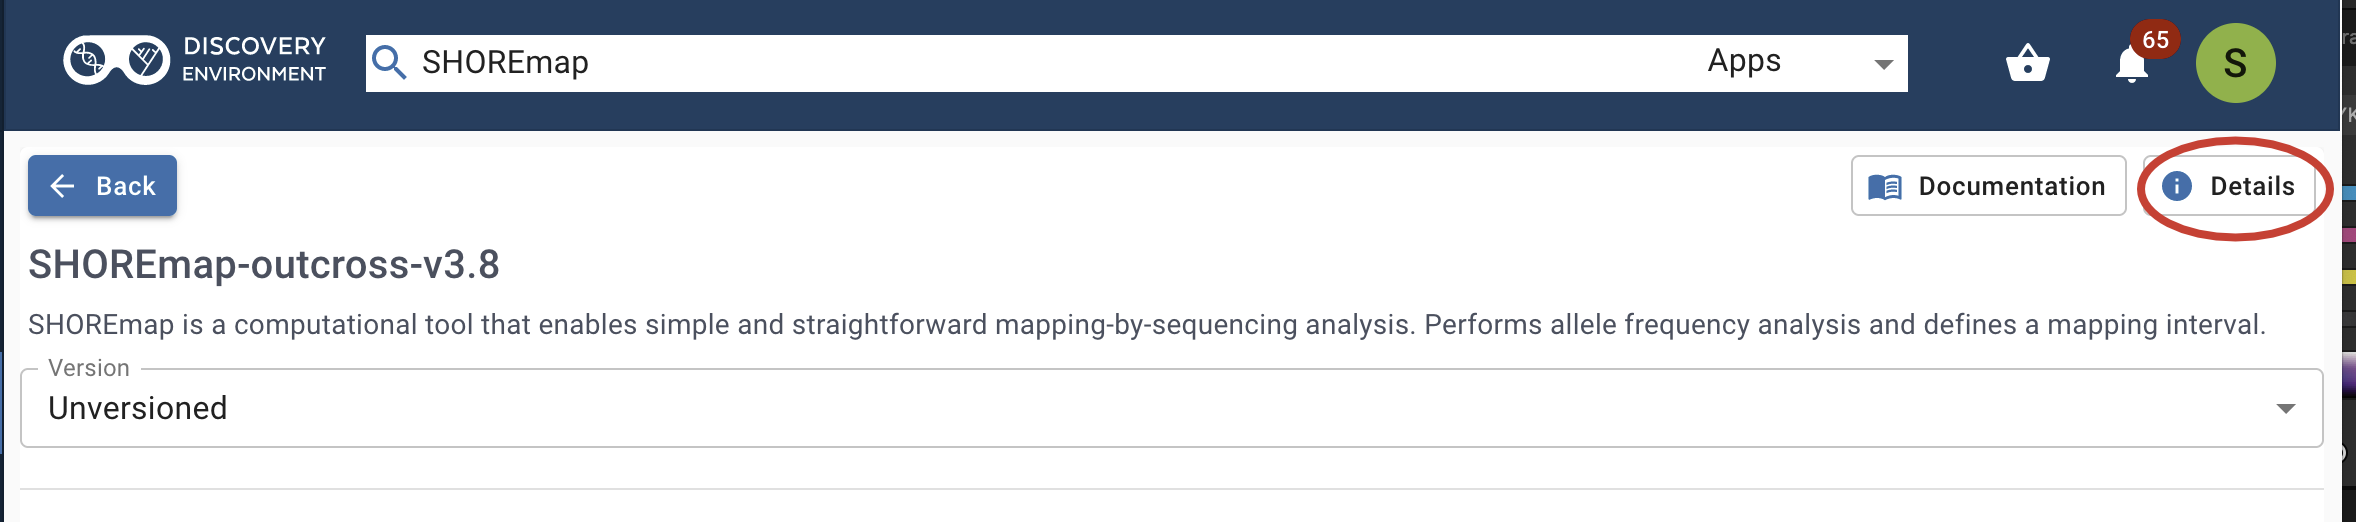 DISCOVERY
ENVIRONMENT
SHOREmap
Apps
65
S
Back
Documentation
Details
SHOREmap-outcross-v3.8
SHOREmap is a computational tool that enables simple and straightforward mapping-by-sequencing analysis. Performs allele frequency analysis and defines a mapping interval.
Version
Unversioned